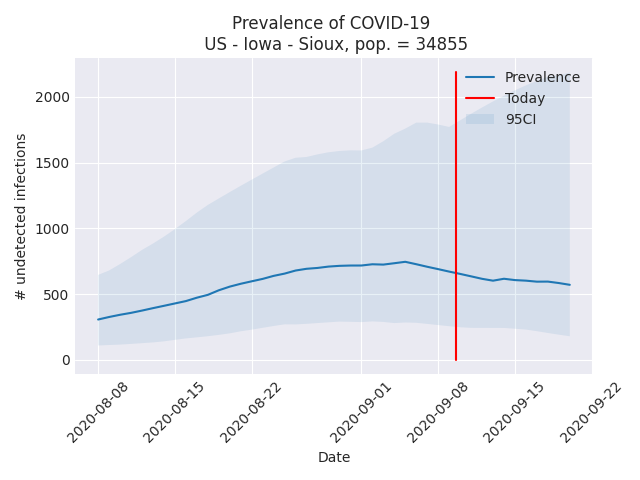 Prevalence of COVID-19
US - Iowa - Sioux, pop. = 34855
Prevalence
Today
95CI
2000
1500
1000
500
0
# undetected infections
2020-08-08
2020-08-15
2020-08-22
2020-09-01
2020-09-08
2020-09-15
2020-09-22
Date